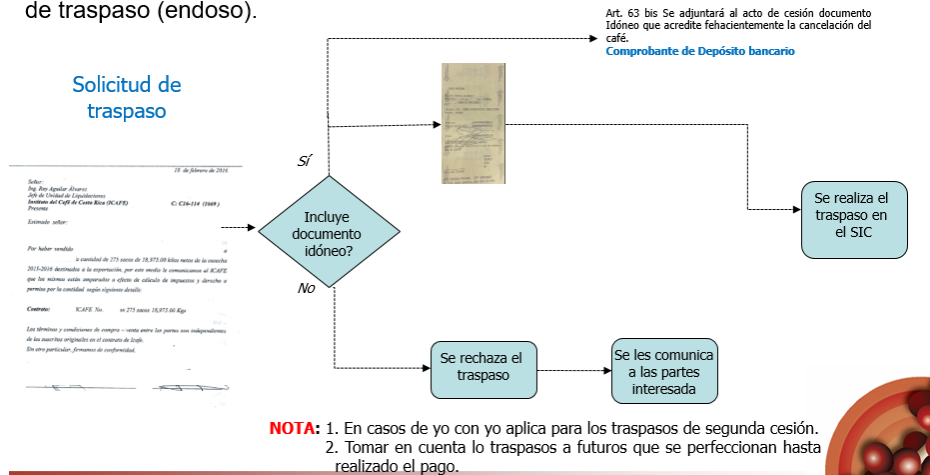 de traspaso (endoso).
Art. 63 bis Se adjuntará al acto de cesión documento
Idóneo que acredite fehacientemente la cancelación del
café.
Comprobante de Depósito bancario
Solicitud de
traspaso
18 de febrero de 2016
Señor:
Ing. Roy Aguilar Álvarez
Jefe de Unidad de Liquidaciones
Instituto del Café de Costa Rica (ICAFE)
C: C26-114 (1669)
Presente
Estimado señor:
Por haber vendido
a
a cantidad de 275 sacos de 18,975.00 kilos netos de la cosecha
2015-2016 destinados a la exportación, por este medio le comunicamos al ICAFE
que los mismos están amparados a efecto de cálculo de impuestos y derecho a
permiso por la cantidad según siguiente detalle
Contrato: ICAFE No. 275 sacos 18,975.00 Kgs
Los términos y condiciones de compra – venta entre las partes son independientes
de las suscritas originales en el contrato de Icafe.
Sin otro particular, firmamos de conformidad.
Sí
Incluye
documento
idóneo?
No
Se realiza el
traspaso en
el SIC
Se rechaza el
traspaso
Se les comunica
a las partes
interesada
NOTA: 1. En casos de yo con yo aplica para los traspasos de segunda cesión.
2. Tomar en cuenta lo traspasos a futuros que se perfeccionan hasta
realizado el pago.